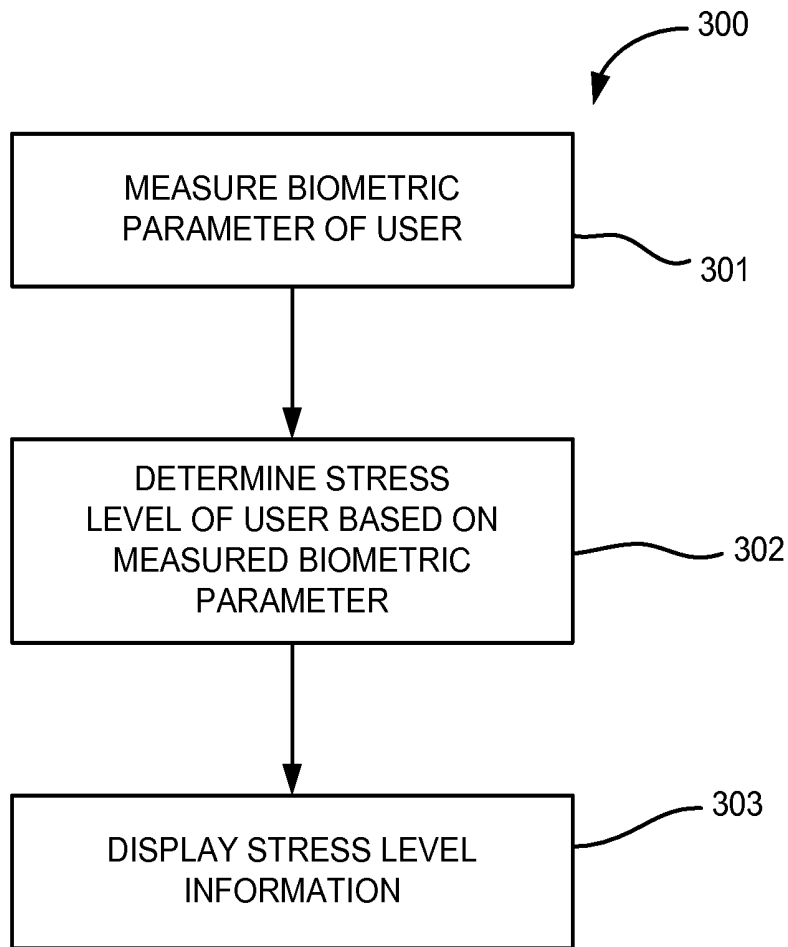 300
MEASURE BIOMETRIC
PARAMETER OF USER
301
DETERMINE STRESS
LEVEL OF USER BASED ON
MEASURED BIOMETRIC
PARAMETER
302
303
DISPLAY STRESS LEVEL
INFORMATION